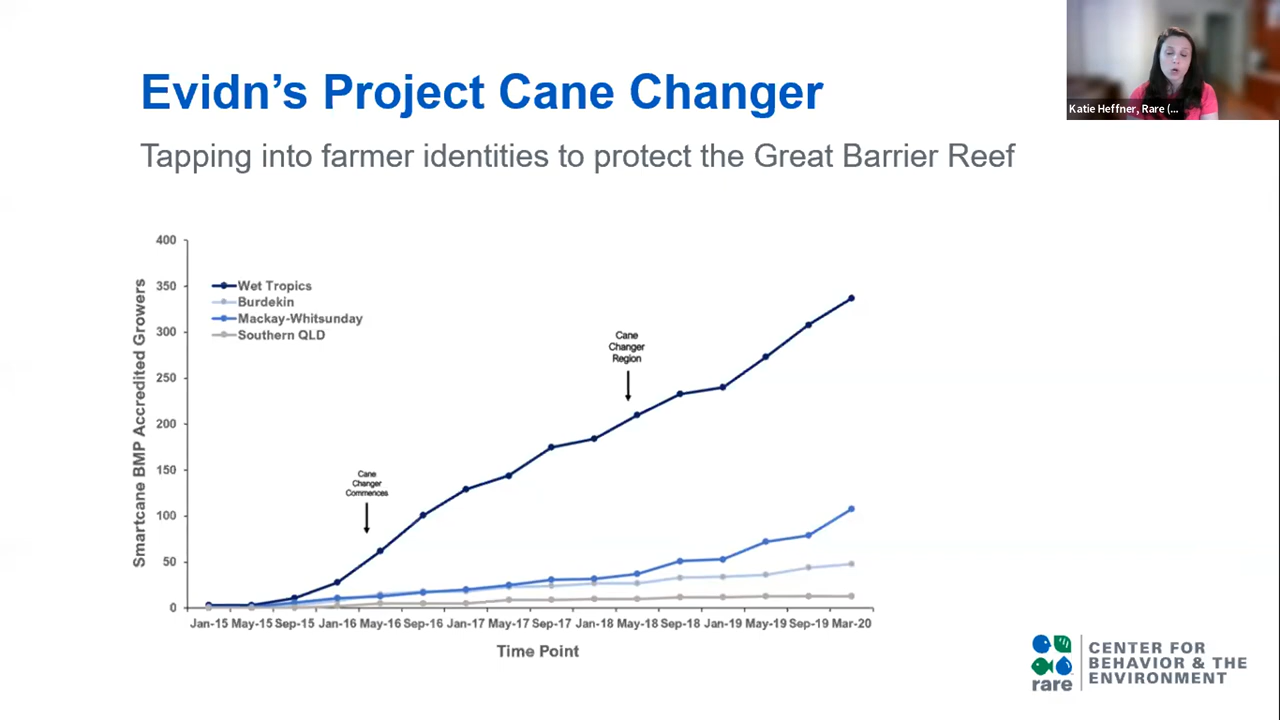 Evidn's Project Cane Changer
Tapping into farmer identities to protect the Great Barrier Reef
Katie Heffner, Rare (...
Smartcane BMP Accredited Growers
400
350
300
250
200
150
100
50
0
Wet Tropics
Burdekin
Mackay-Whitsunday
Southern QLD
Cane
Changer
Commences
Cane
Changer
Region
Jan-15 May-15 Sep-15 Jan-16 May-16 Sep-16 Jan-17 May-17 Sep-17 Jan-18 May-18 Sep-18 Jan-19 May-19 Sep-19 Mar-20
Time Point
rare
CENTER FOR
BEHAVIOR & THE
ENVIRONMENT